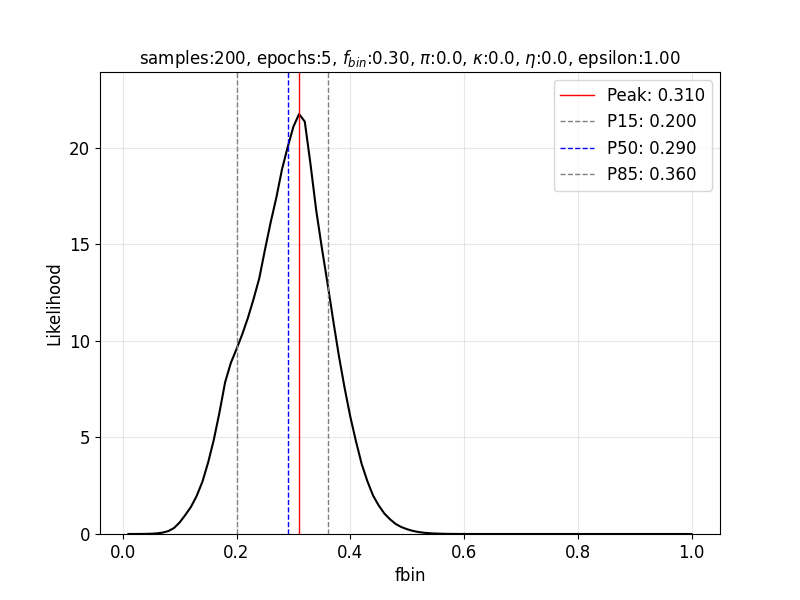 samples:200, epochs:5, f_bin:0.30, π:0.0, κ:0.0, η:0.0, epsilon:1.00
Peak: 0.310
P15: 0.200
P50: 0.290
P85: 0.360
Likelihood
20
15
10
5
0
0.0 0.2 0.4 0.6 0.8 1.0
fbin